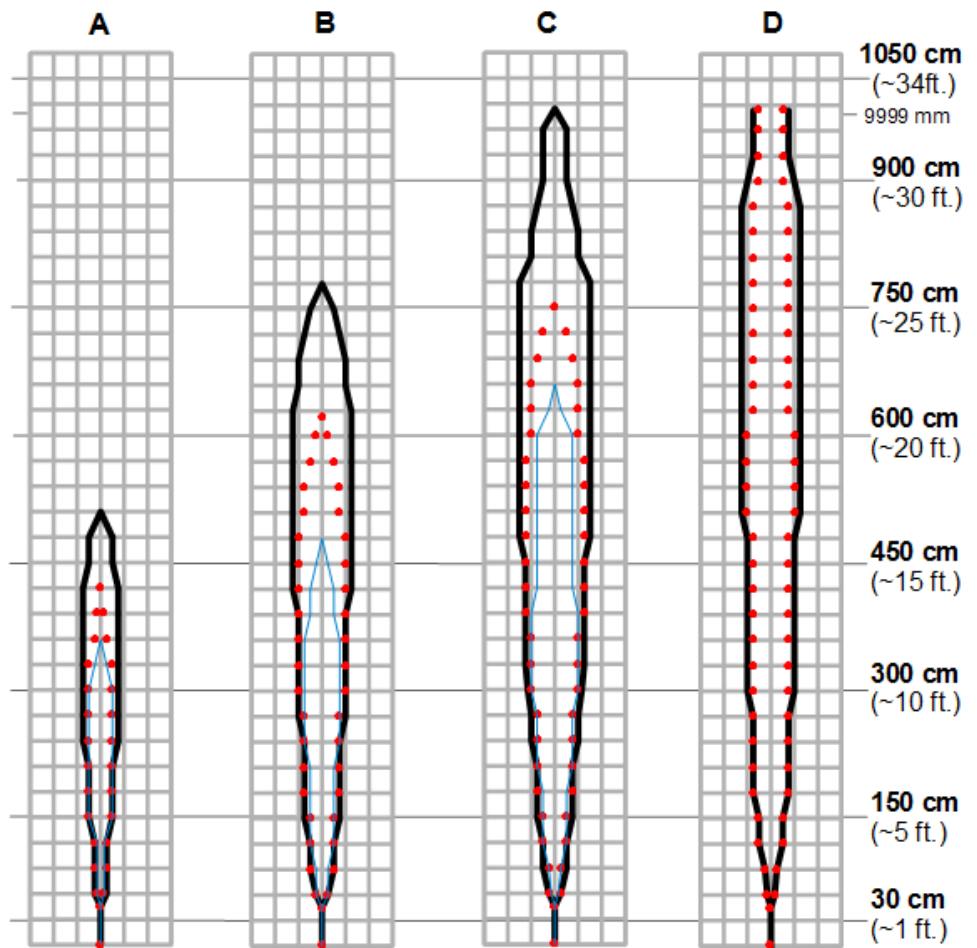 A
B
C
D
1050 cm
(~34ft.)
9999 mm
900 cm
(~30 ft.)
750 cm
(~25 ft.)
600 cm
(~20 ft.)
450 cm
(~15 ft.)
300 cm
(~10 ft.)
150 cm
(~5 ft.)
30 cm
(~1 ft.)